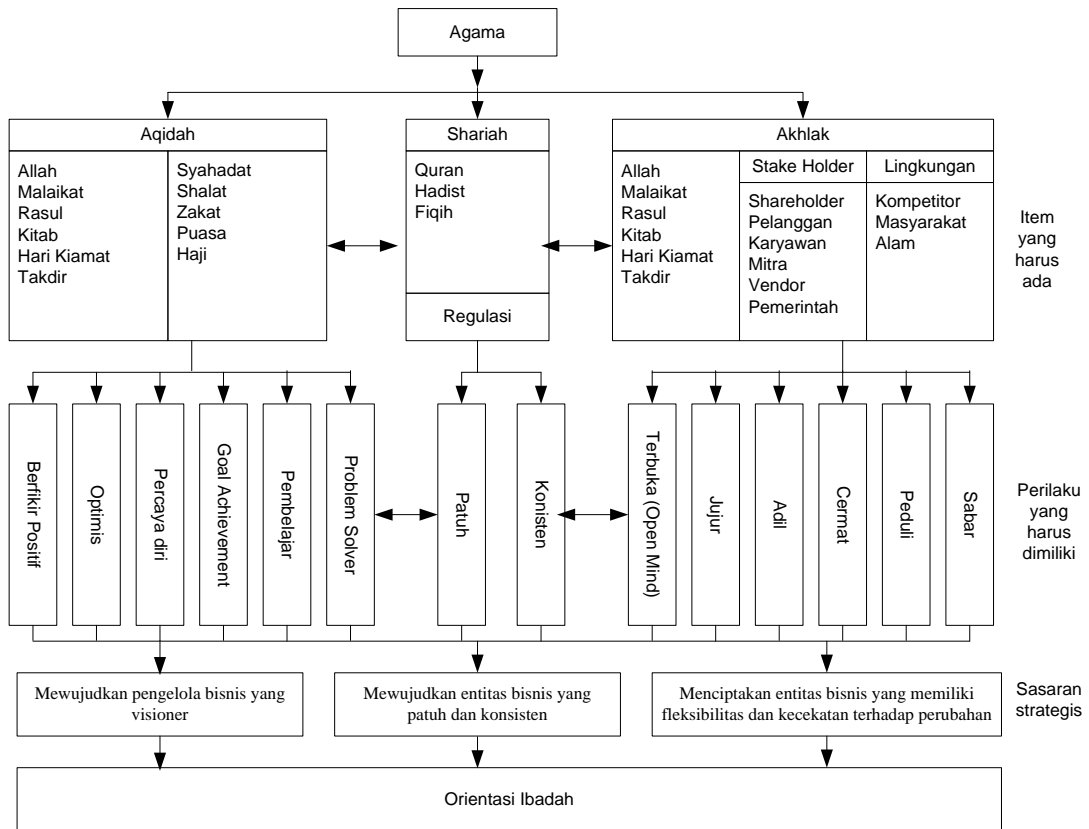 Agama
Aqidah
Allah
Malaikat
Rasul
Kitab
Hari Kiamat
Takdir
Syahadat
Shalat
Zakat
Puasa
Haji
Shariah
Quran
Hadist
Fiqih
Regulasi
Akhlak
Allah
Malaikat
Rasul
Kitab
Hari Kiamat
Takdir
Stake Holder
Shareholder
Pelanggan
Karyawan
Mitra
Vendor
Pemerintah
Lingkungan
Kompetitor
Masyarakat
Alam
Item
yang
harus
ada
Berfikir Positif
Optimis
Percaya diri
Goal Achievement
Pembelajar
Problem Solver
Patuh
Konisten
Terbuka (Open Mind)
Jujur
Adil
Cermat
Peduli
Sabar
Perilaku
yang
harus
dimiliki
Mewujudkan pengelola bisnis yang
visioner
Mewujudkan entitas bisnis yang
patuh dan konsisten
Menciptakan entitas bisnis yang memiliki
fleksibilitas dan kecekatan terhadap perubahan
Sasaran
strategis
Orientasi Ibadah